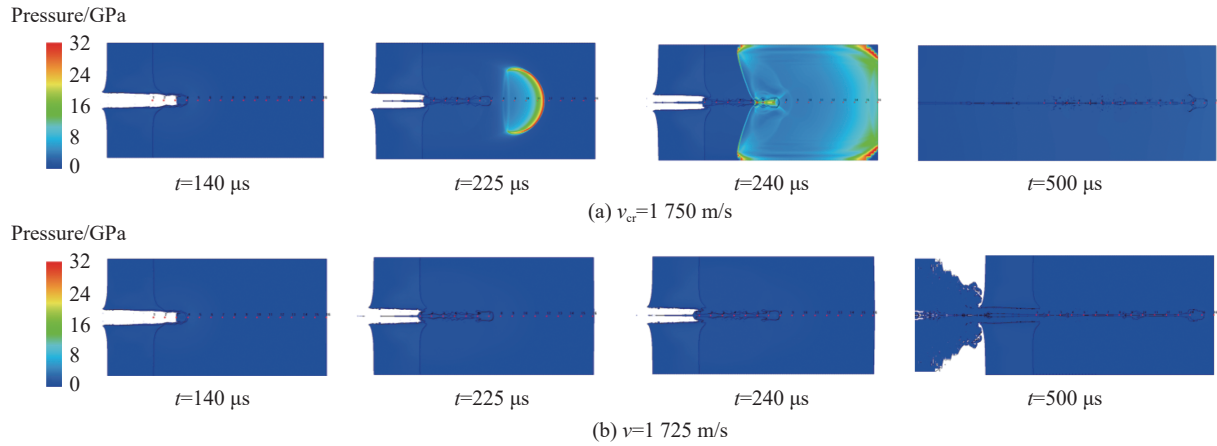 Pressure/GPa
32
24
16
8
0
t=140 μs
t=225 μs
t=240 μs
t=500 μs
(a) vcr=1 750 m/s
Pressure/GPa
32
24
16
8
0
t=140 μs
t=225 μs
t=240 μs
t=500 μs
(b) v=1 725 m/s